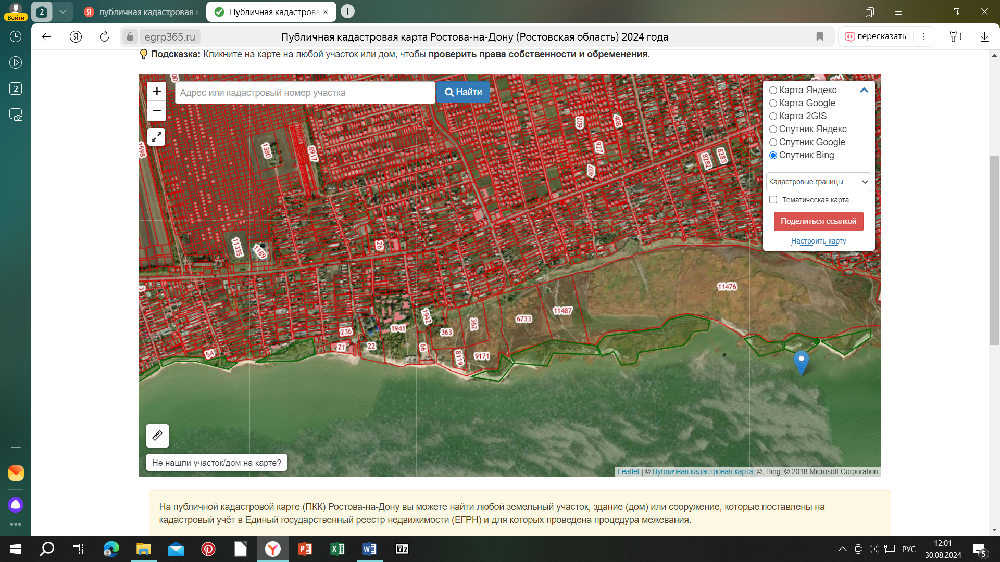 Войти
2
публичная кадастровая к
Публичная кадастрова
egrp365.ru
Публичная кадастровая карта Ростова-на-Дону (Ростовская область) 2024 года
пересказать
2
Подсказка: Кликните на карте на любой участок или дом, чтобы проверить права собственности и обременения.
+
−
Адрес или кадастровый номер участка
Найти
Карта Яндекс
Карта Google
Карта 2GIS
Спутник Яндекс
Спутник Google
Спутник Bing
Кадастровые границы
Тематическая карта
Поделиться ссылкой
Настроить карту
1598
1380
8917
602
408
927
407
8282
8283
11335
1189
26
11476
11487
6733
362
363
1942
1941
236
21
22
66
8119
9171
54
Не нашли участок/дом на карте?
Leaflet | © Публичная кадастровая карта, ©, Bing, © 2018 Microsoft Corporation
На публичной кадастровой карте (ПКК) Ростова-на-Дону вы можете найти любой земельный участок, здание (дом) или сооружение, которые поставлены на
кадастровый учёт в Единый государственный реестр недвижимости (ЕГРН) и для которых проведена процедура межевания.
7z
РУС
12:01
30.08.2024
5